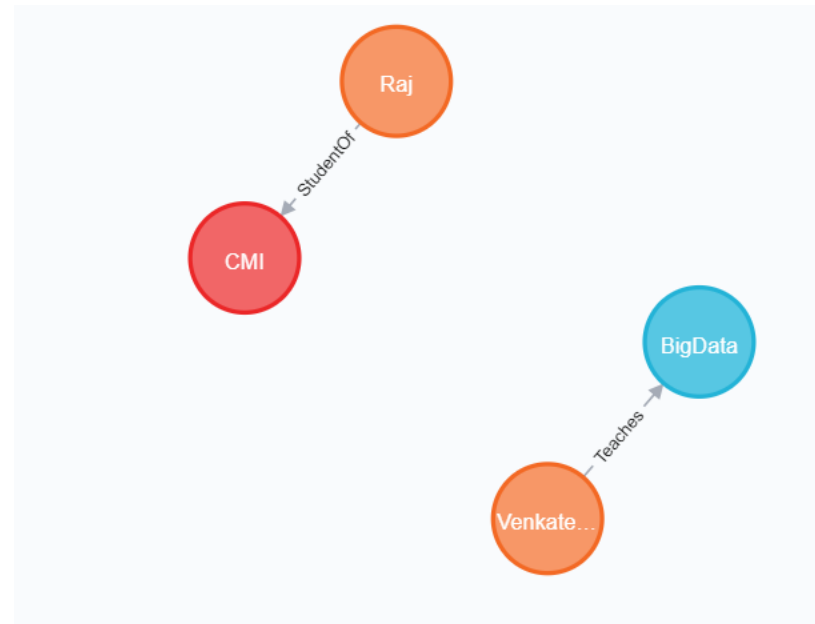 Raj
StudentOf
CMI
BigData
Teaches
Venkate...